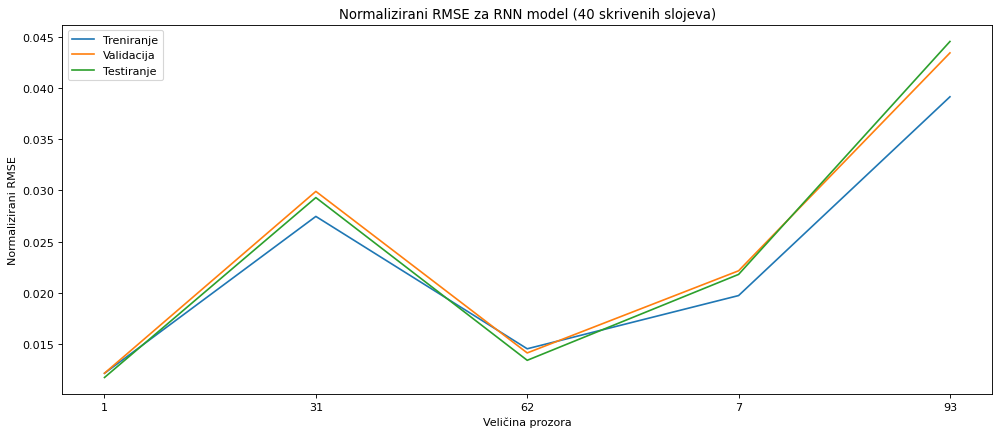 Normalizirani RMSE za RNN model (40 skrivenih slojeva)
Treniranje
Validacija
Testiranje
Normalizirani RMSE
0.045
0.040
0.035
0.030
0.025
0.020
0.015
1
31
62
7
93
Veličina prozora